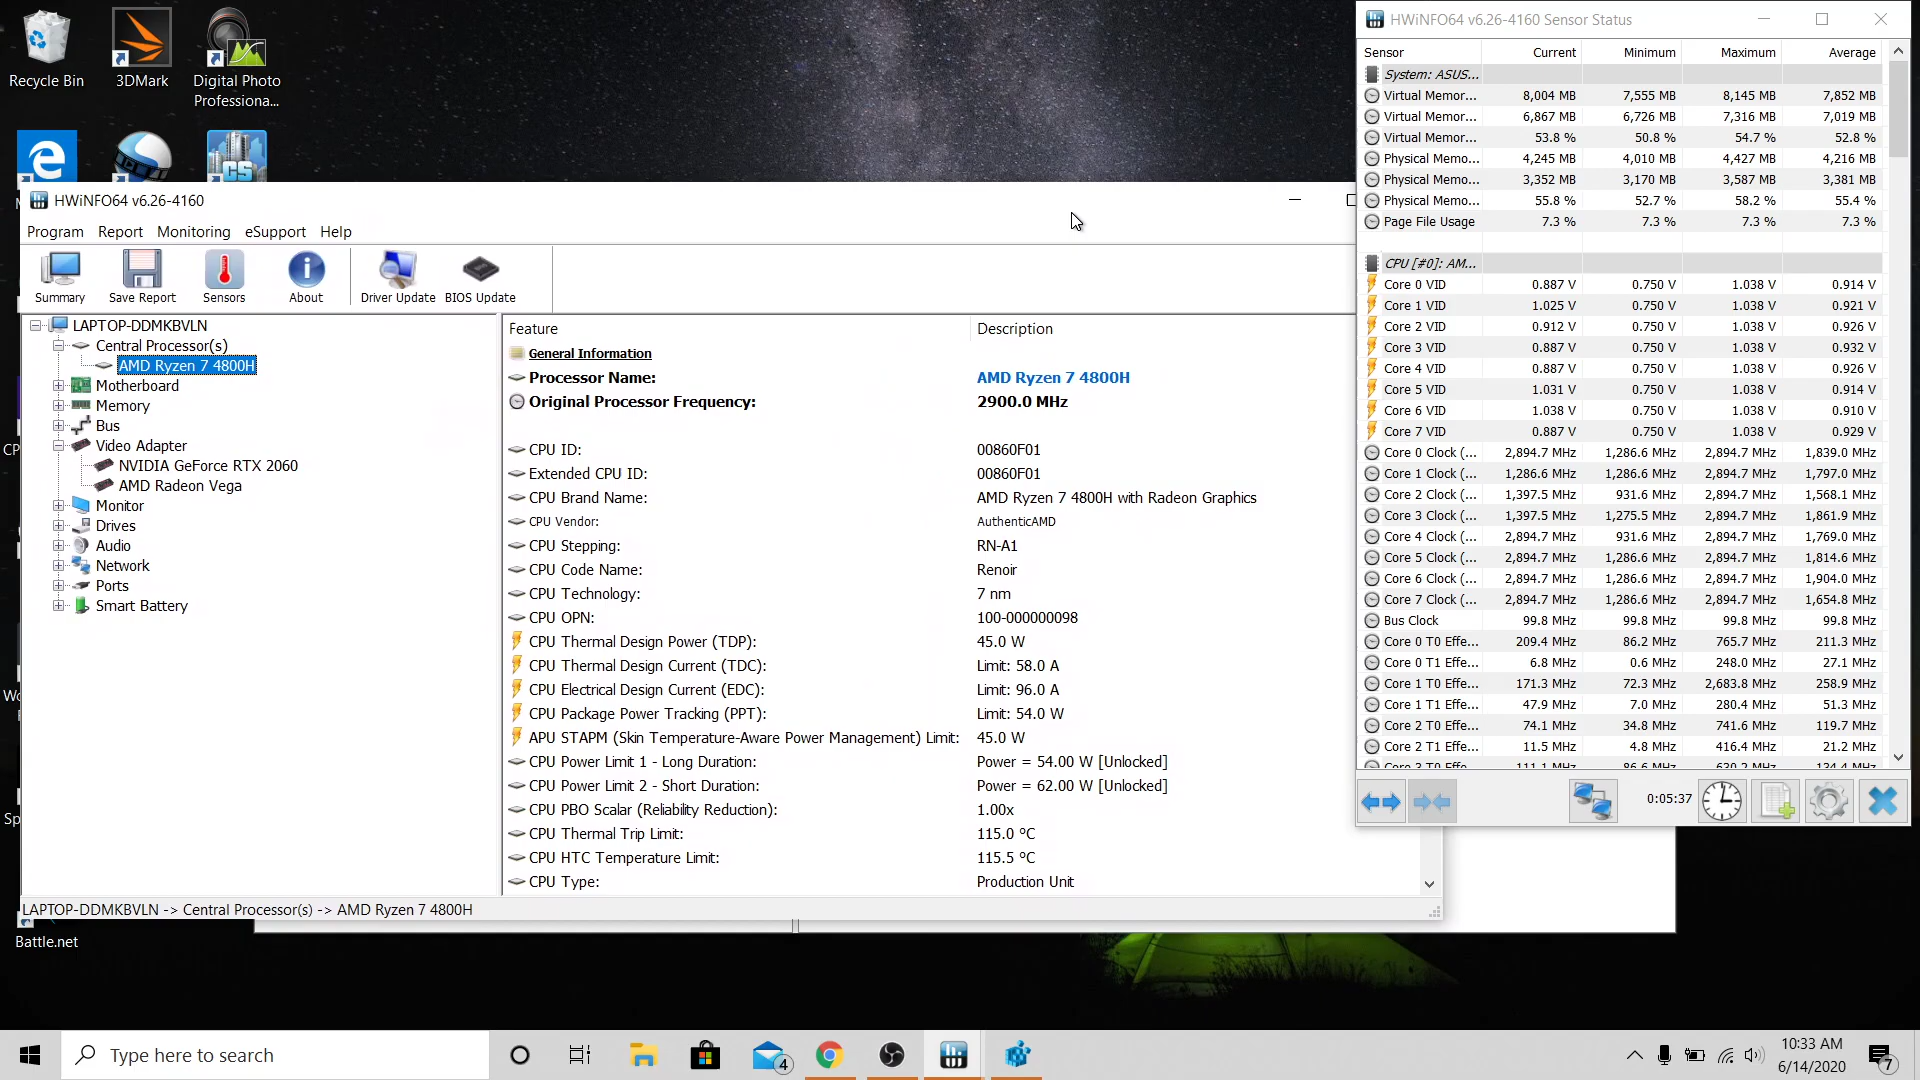 Recycle Bin
3DMark
Digital Photo
Professiona...
HWiNFO64 v6.26-4160
Program Report Monitoring eSupport Help
Summary Save Report Sensors About Driver Update BIOS Update
LAPTOP-DDMKBVLN
Central Processor(s)
AMD Ryzen 7 4800H
Motherboard
Memory
Bus
Video Adapter
NVIDIA GeForce RTX 2060
AMD Radeon Vega
Monitor
Drives
Audio
Network
Ports
Smart Battery
Feature Description
General Information
Processor Name: AMD Ryzen 7 4800H
Original Processor Frequency: 2900.0 MHz
CPU ID: 00860F01
Extended CPU ID: 00860F01
CPU Brand Name: AMD Ryzen 7 4800H with Radeon Graphics
CPU Vendor: AuthenticAMD
CPU Stepping: RN-A1
CPU Code Name: Renoir
CPU Technology: 7 nm
CPU OPN: 100-000000098
CPU Thermal Design Power (TDP): 45.0 W
CPU Thermal Design Current (TDC): Limit: 58.0 A
CPU Electrical Design Current (EDC): Limit: 96.0 A
CPU Package Power Tracking (PPT): Limit: 54.0 W
APU STAPM (Skin Temperature-Aware Power Management) Limit: 45.0 W
CPU Power Limit 1 - Long Duration: Power = 54.00 W [Unlocked]
CPU Power Limit 2 - Short Duration: Power = 62.00 W [Unlocked]
CPU PBO Scalar (Reliability Reduction): 1.00x
CPU Thermal Trip Limit: 115.0 ºC
CPU HTC Temperature Limit: 115.5 ºC
CPU Type: Production Unit
LAPTOP-DDMKBVLN -> Central Processor(s) -> AMD Ryzen 7 4800H
Battle.net
HWiNFO64 v6.26-4160 Sensor Status
Sensor Current Minimum Maximum Average
System: ASUS...
Virtual Memor... 8,004 MB 7,555 MB 8,145 MB 7,852 MB
Virtual Memor... 6,867 MB 6,726 MB 7,316 MB 7,019 MB
Virtual Memor... 53.8 % 50.8 % 54.7 % 52.8 %
Physical Memo... 4,245 MB 4,010 MB 4,427 MB 4,216 MB
Physical Memo... 3,352 MB 3,170 MB 3,587 MB 3,381 MB
Physical Memo... 55.8 % 52.7 % 58.2 % 55.4 %
Page File Usage 7.3 % 7.3 % 7.3 % 7.3 %
CPU [#0]: AM...
Core 0 VID 0.887 V 0.750 V 1.038 V 0.914 V
Core 1 VID 1.025 V 0.750 V 1.038 V 0.921 V
Core 2 VID 0.912 V 0.750 V 1.038 V 0.926 V
Core 3 VID 0.887 V 0.750 V 1.038 V 0.932 V
Core 4 VID 0.887 V 0.750 V 1.038 V 0.926 V
Core 5 VID 1.031 V 0.750 V 1.038 V 0.914 V
Core 6 VID 1.038 V 0.750 V 1.038 V 0.910 V
Core 7 VID 0.887 V 0.750 V 1.038 V 0.929 V
Core 0 Clock (... 2,894.7 MHz 1,286.6 MHz 2,894.7 MHz 1,839.0 MHz
Core 1 Clock (... 1,286.6 MHz 1,286.6 MHz 2,894.7 MHz 1,797.0 MHz
Core 2 Clock (... 1,397.5 MHz 931.6 MHz 2,894.7 MHz 1,568.1 MHz
Core 3 Clock (... 1,397.5 MHz 1,275.5 MHz 2,894.7 MHz 1,861.9 MHz
Core 4 Clock (... 2,894.7 MHz 931.6 MHz 2,894.7 MHz 1,769.0 MHz
Core 5 Clock (... 2,894.7 MHz 1,286.6 MHz 2,894.7 MHz 1,814.6 MHz
Core 6 Clock (... 2,894.7 MHz 1,286.6 MHz 2,894.7 MHz 1,904.0 MHz
Core 7 Clock (... 2,894.7 MHz 1,286.6 MHz 2,894.7 MHz 1,654.8 MHz
Bus Clock 99.8 MHz 99.8 MHz 99.8 MHz 99.8 MHz
Core 0 T0 Effe... 209.4 MHz 86.2 MHz 765.7 MHz 211.3 MHz
Core 0 T1 Effe... 6.8 MHz 0.6 MHz 248.0 MHz 27.1 MHz
Core 1 T0 Effe... 171.3 MHz 72.3 MHz 2,683.8 MHz 258.9 MHz
Core 1 T1 Effe... 47.9 MHz 7.0 MHz 280.4 MHz 51.3 MHz
Core 2 T0 Effe... 74.1 MHz 34.8 MHz 741.6 MHz 119.7 MHz
Core 2 T1 Effe... 11.5 MHz 4.8 MHz 416.4 MHz 21.2 MHz
0:05:37
Type here to search
4
10:33 AM
6/14/2020
7